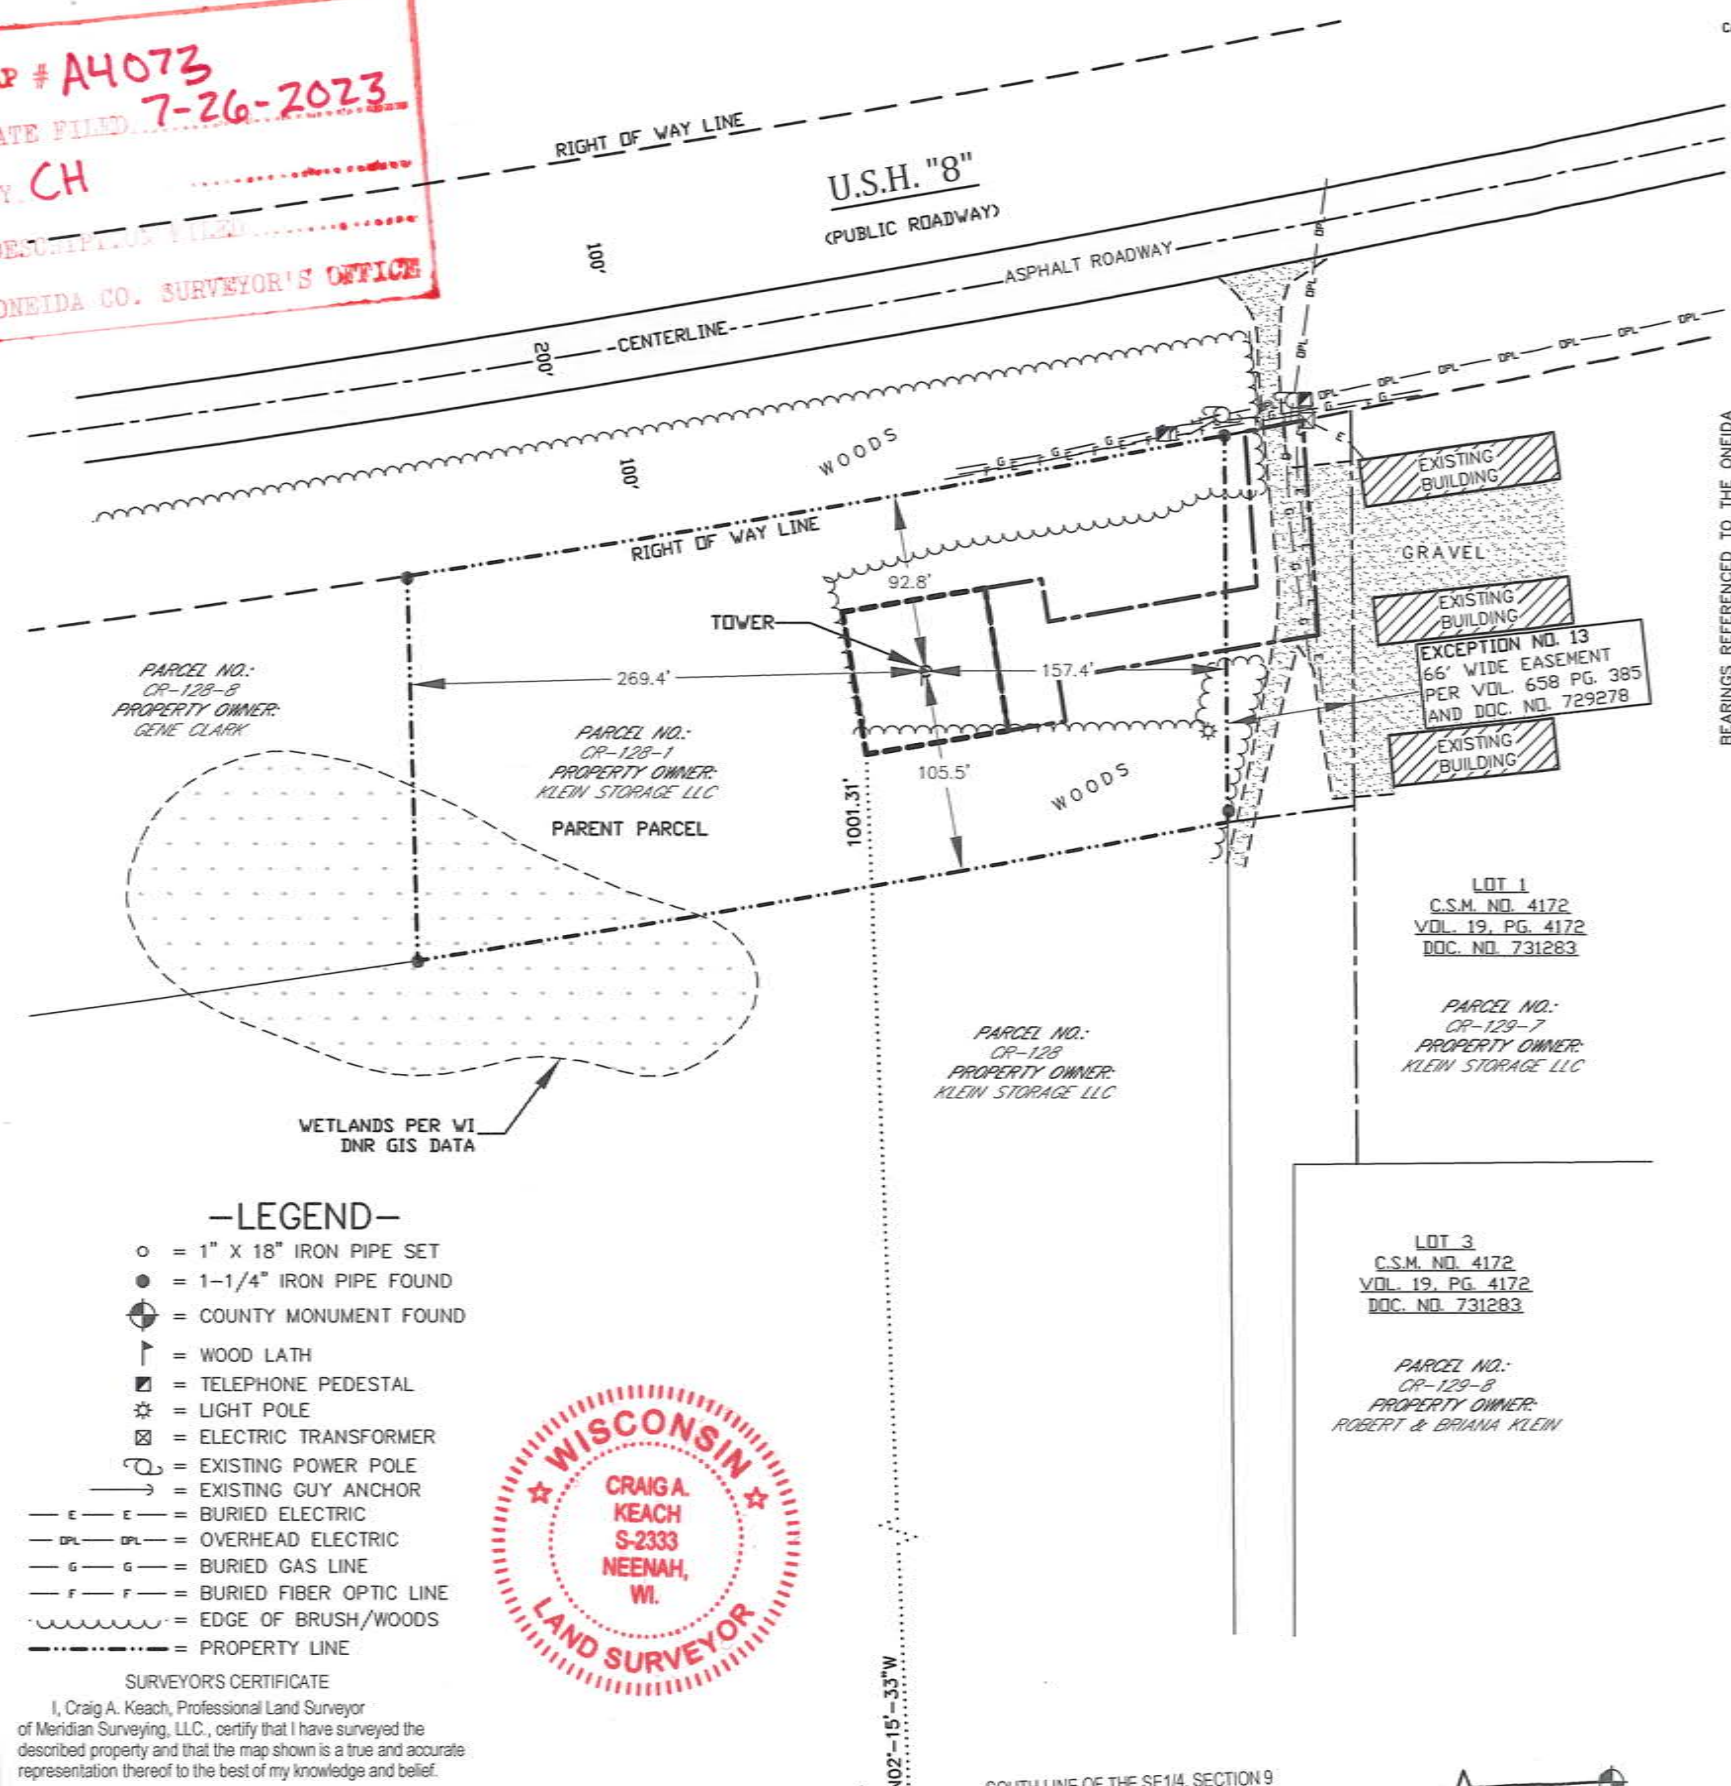 # A4073
7-26-2023
CH
ONEIDA CO. SURVEYOR'S OFFICE
RIGHT OF WAY LINE
U.S.H. "8"
(PUBLIC ROADWAY)
100'
ASPHALT ROADWAY
CENTERLINE
200'
100'
WOODS
RIGHT OF WAY LINE
BEARINGS REFERENCED TO THE ONEIDA
EXISTING
BUILDING
GRAVEL
EXISTING
BUILDING
EXCEPTION NO. 13
66' WIDE EASEMENT
PER VOL. 658 PG. 385
AND DOC. NO. 729278
EXISTING
BUILDING
92.8'
TOWER
269.4'
157.4'
105.5'
WOODS
1001.31'
PARCEL NO.:
CR-128-8
PROPERTY OWNER:
GENE CLARK
PARCEL NO.:
CR-128-1
PROPERTY OWNER:
KLEIN STORAGE LLC
PARENT PARCEL
LOT 1
C.S.M. NO. 4172
VOL. 19, PG. 4172
DOC. NO. 731283
PARCEL NO.:
CR-129-7
PROPERTY OWNER:
KLEIN STORAGE LLC
PARCEL NO.:
CR-128
PROPERTY OWNER:
KLEIN STORAGE LLC
WETLANDS PER WI
DNR GIS DATA
LOT 3
C.S.M. NO. 4172
VOL. 19, PG. 4172
DOC. NO. 731283
PARCEL NO.:
CR-129-8
PROPERTY OWNER:
ROBERT & BRIANA KLEIN
-LEGEND-
= 1" X 18" IRON PIPE SET
= 1-1/4" IRON PIPE FOUND
= COUNTY MONUMENT FOUND
= WOOD LATH
= TELEPHONE PEDESTAL
= LIGHT POLE
= ELECTRIC TRANSFORMER
= EXISTING POWER POLE
= EXISTING GUY ANCHOR
E E = BURIED ELECTRIC
OPL OPL = OVERHEAD ELECTRIC
G G = BURIED GAS LINE
F F = BURIED FIBER OPTIC LINE
= EDGE OF BRUSH/WOODS
= PROPERTY LINE
WISCONSIN
CRAIG A.
KEACH
S-2333
NEENAH,
WI.
LAND SURVEYOR
SURVEYOR'S CERTIFICATE
I, Craig A. Keach, Professional Land Surveyor
of Meridian Surveying, LLC., certify that I have surveyed the
described property and that the map shown is a true and accurate
representation thereof to the best of my knowledge and belief.
N02°-15'-33"W
SOUTH LINE OF THE SE1/4, SECTION 9